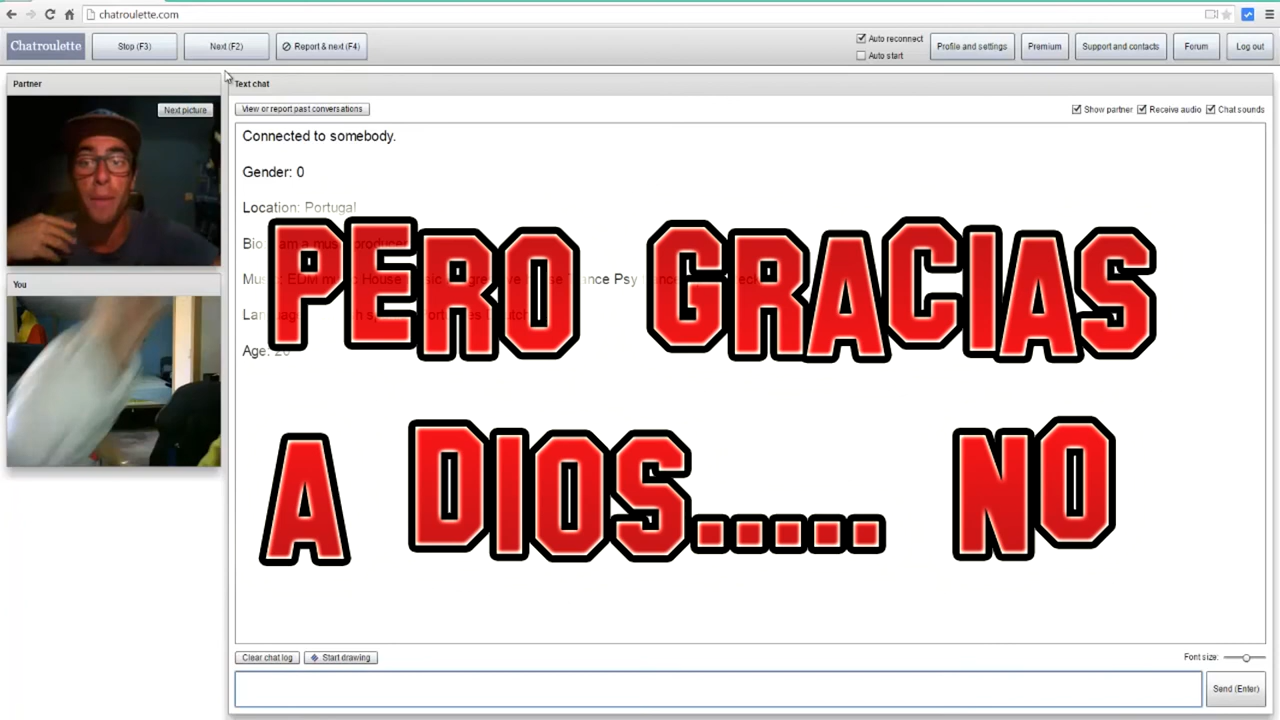 chatroulette.com
Chatroulette
Stop (F3)
Next (F2)
Report & next (F4)
Auto reconnect
Auto start
Profile and settings
Premium
Support and contacts
Forum
Log out
Partner
Next picture
You
Text chat
View or report past conversations
Show partner
Receive audio
Chat sounds
Connected to somebody.
Gender: 0
Location: Portugal
Bio
Age:
PERO GRACIAS
A DIOS..... NO
Clear chat log
Start drawing
Font size:
Send (Enter)